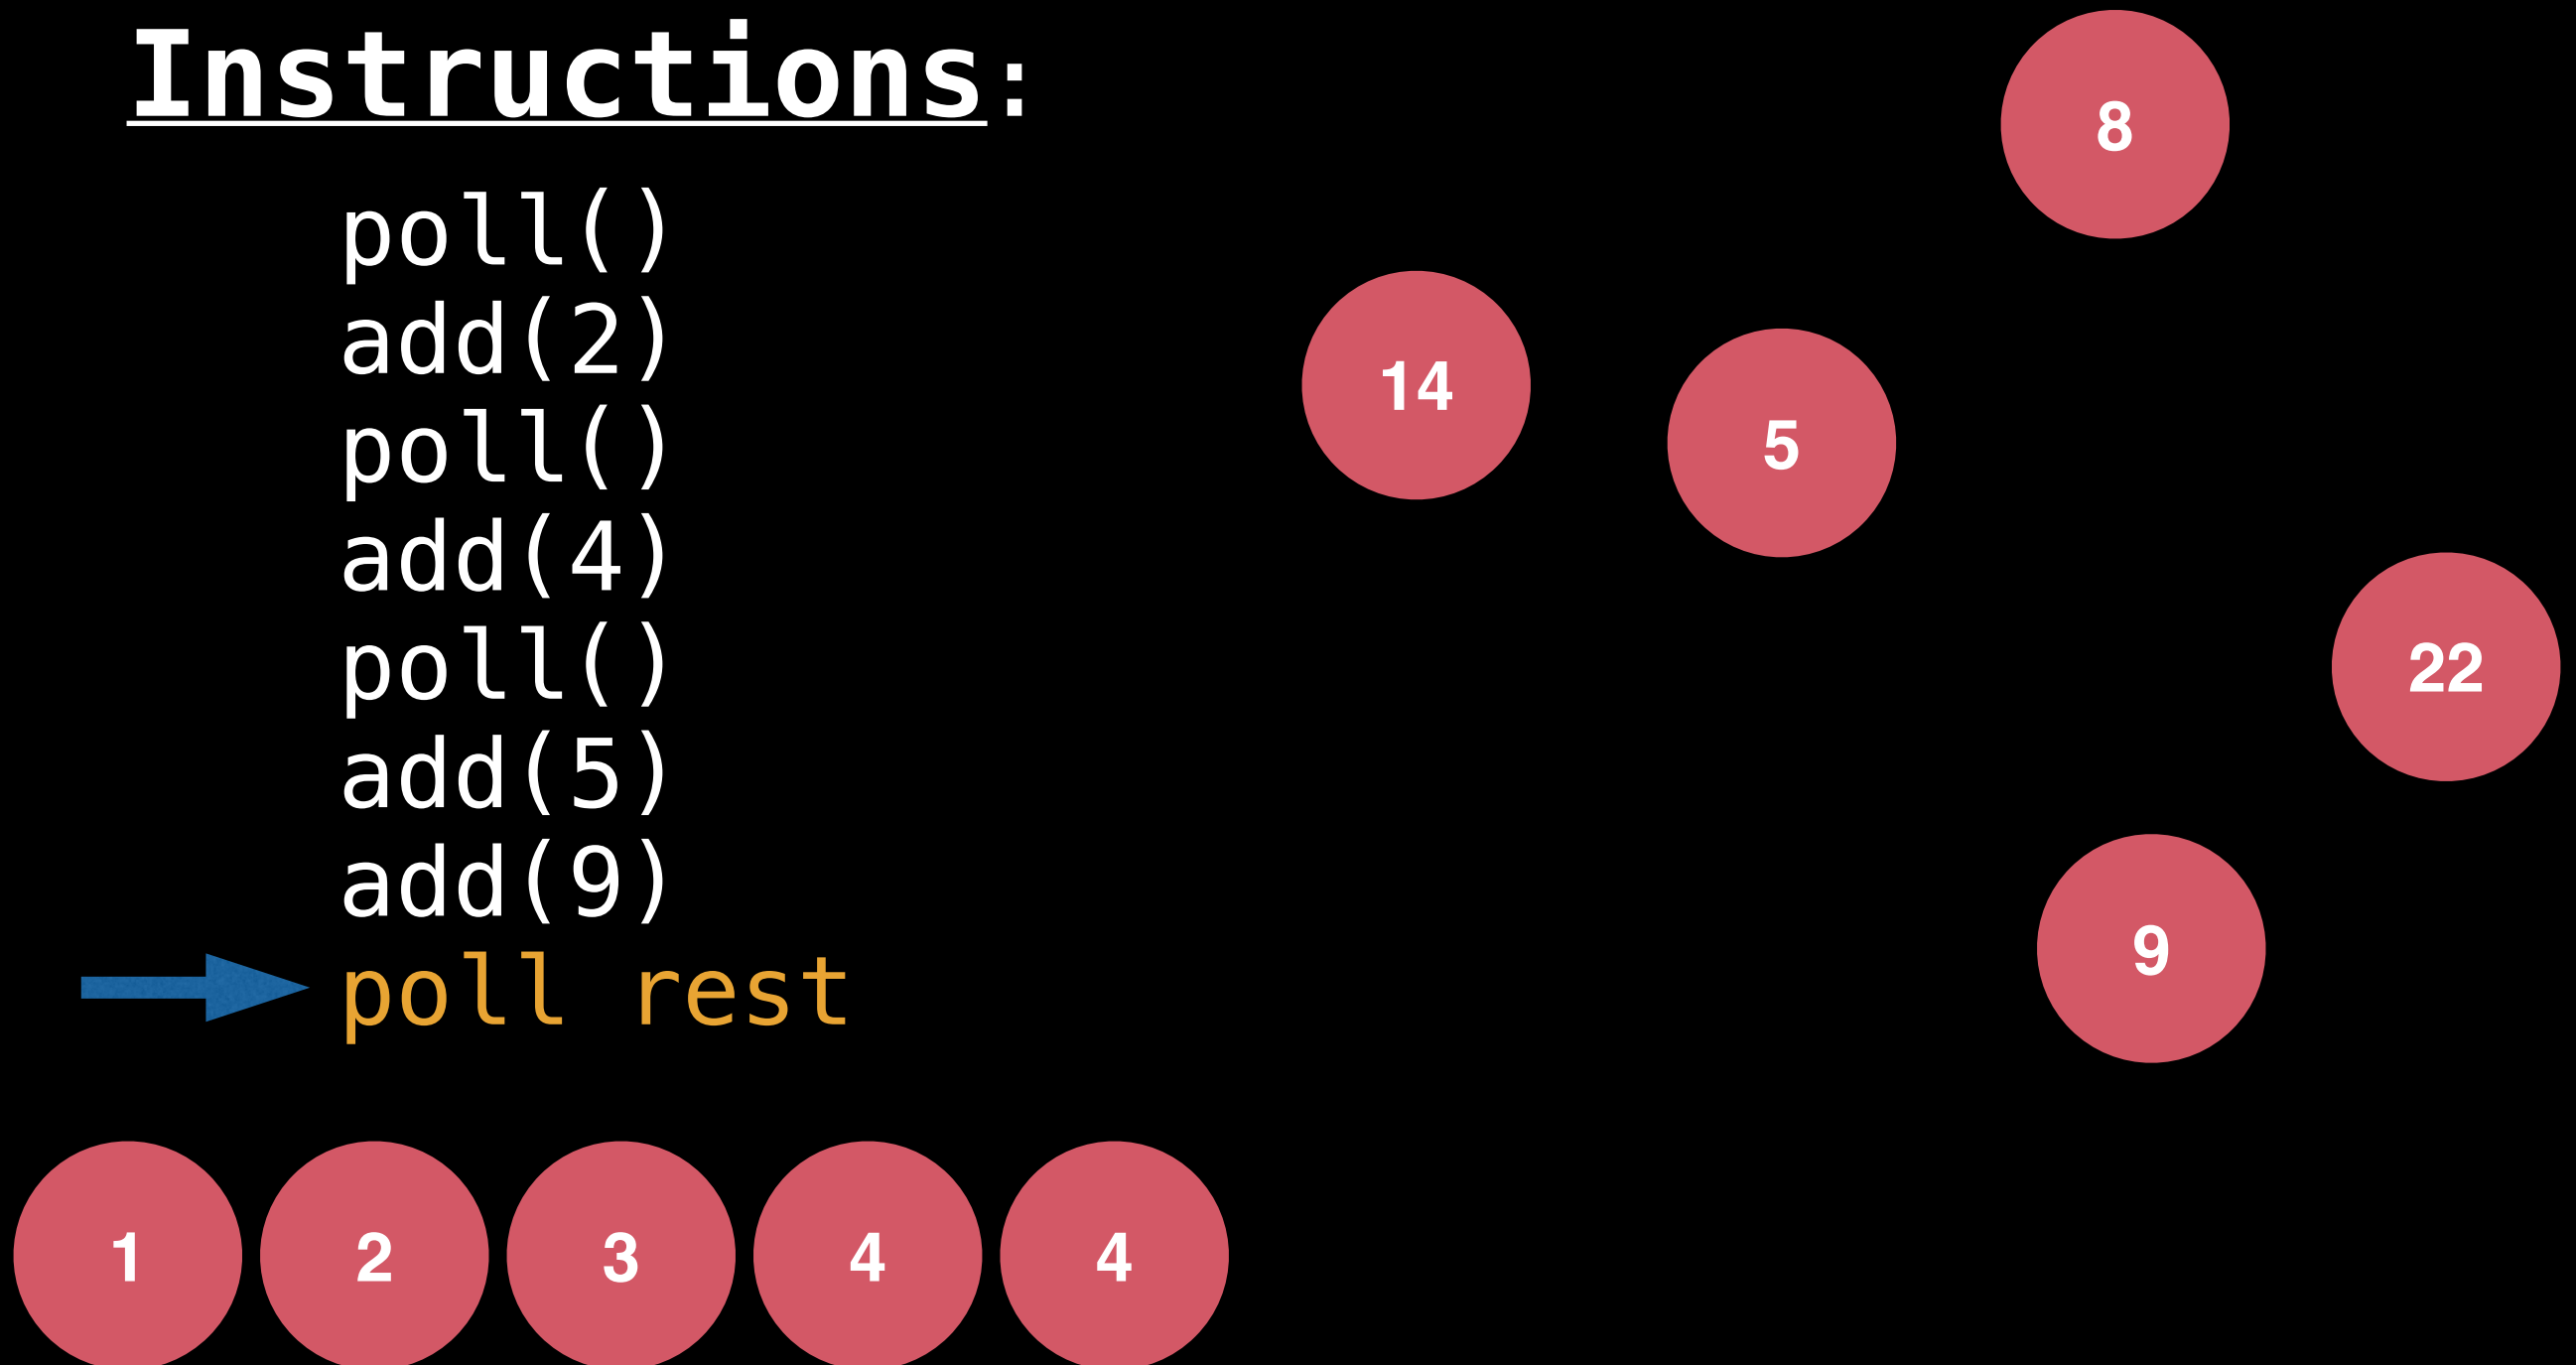 Instructions:
poll()
add(2)
poll()
add(4)
poll()
add(5)
add(9)
poll rest
8
14
5
22
9
1 2 3 4 4